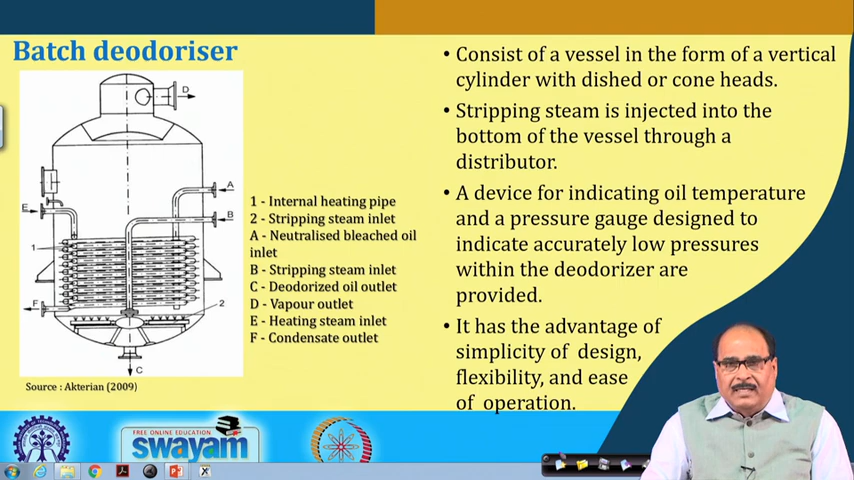 Batch deodoriser
D
A
E
B
1
F
2
C
1 - Internal heating pipe
2 - Stripping steam inlet
A - Neutralised bleached oil
inlet
B - Stripping steam inlet
C - Deodorized oil outlet
D - Vapour outlet
E - Heating steam inlet
F - Condensate outlet
Source : Akterian (2009)
• Consist of a vessel in the form of a vertical
cylinder with dished or cone heads.
• Stripping steam is injected into the
bottom of the vessel through a
distributor.
• A device for indicating oil temperature
and a pressure gauge designed to
indicate accurately low pressures
within the deodorizer are
provided.
• It has the advantage of
simplicity of design,
flexibility, and ease
of operation.
FREE ONLINE EDUCATION
swayam